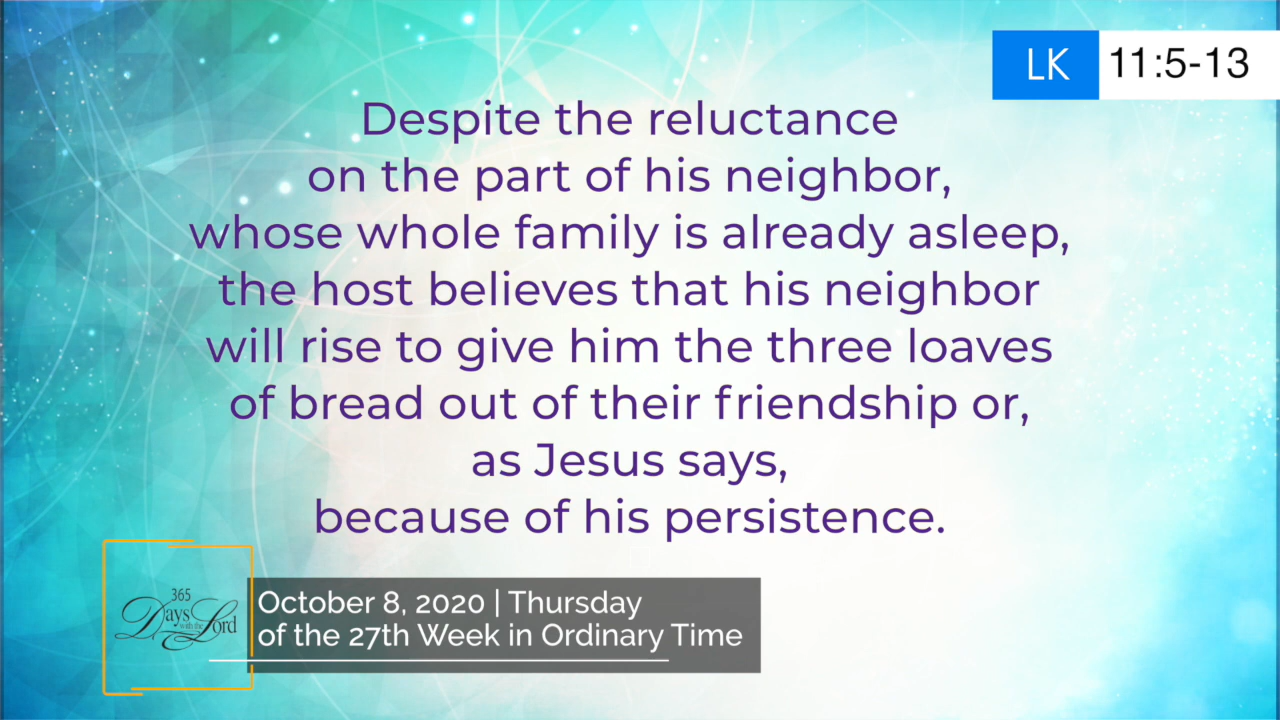 LK 11:5-13
Despite the reluctance
on the part of his neighbor,
whose whole family is already asleep,
the host believes that his neighbor
will rise to give him the three loaves
of bread out of their friendship or,
as Jesus says,
because of his persistence.
365
Days with the Lord
October 8, 2020 | Thursday
of the 27th Week in Ordinary Time